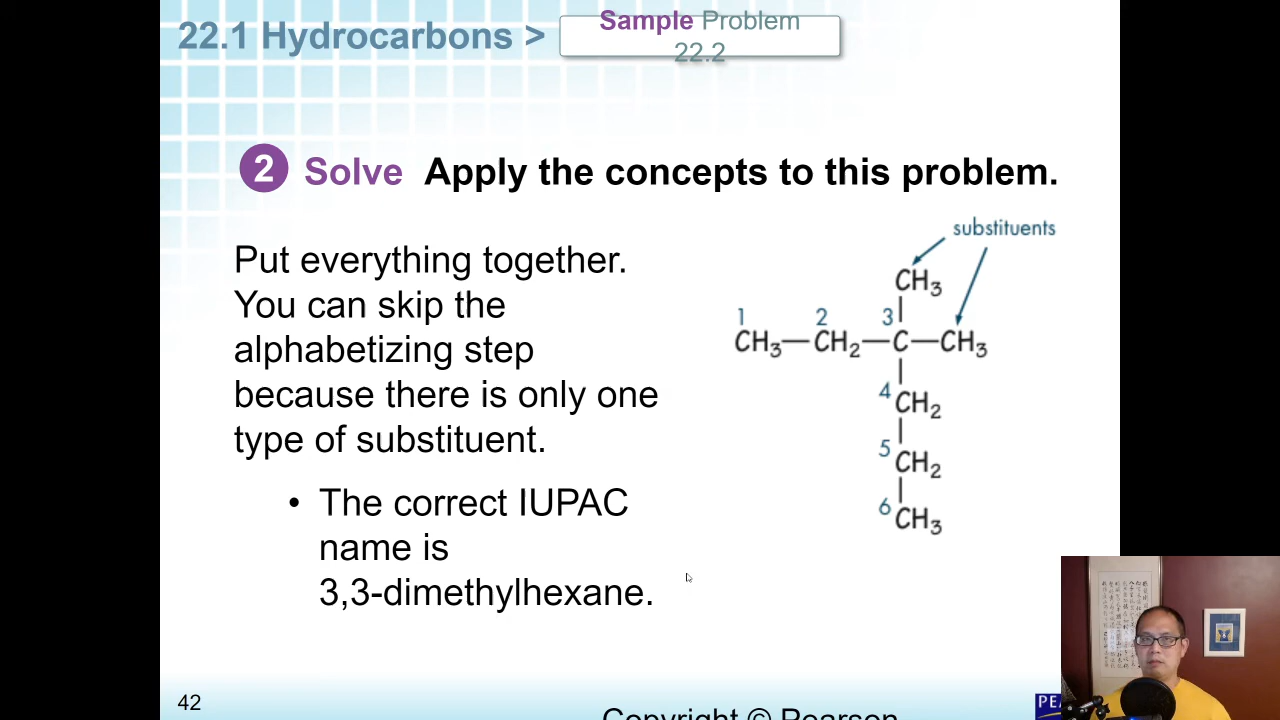 22.1 Hydrocarbons >
Sample Problem
22.2
2 Solve Apply the concepts to this problem.
Put everything together.
You can skip the
alphabetizing step
because there is only one
type of substituent.
• The correct IUPAC
name is
3,3-dimethylhexane.
substituents
CH₃
1 2 3
CH₃—CH₂—C—CH₃
4 CH₂
5 CH₂
6 CH₃
42
Copyright © Pearson
PE